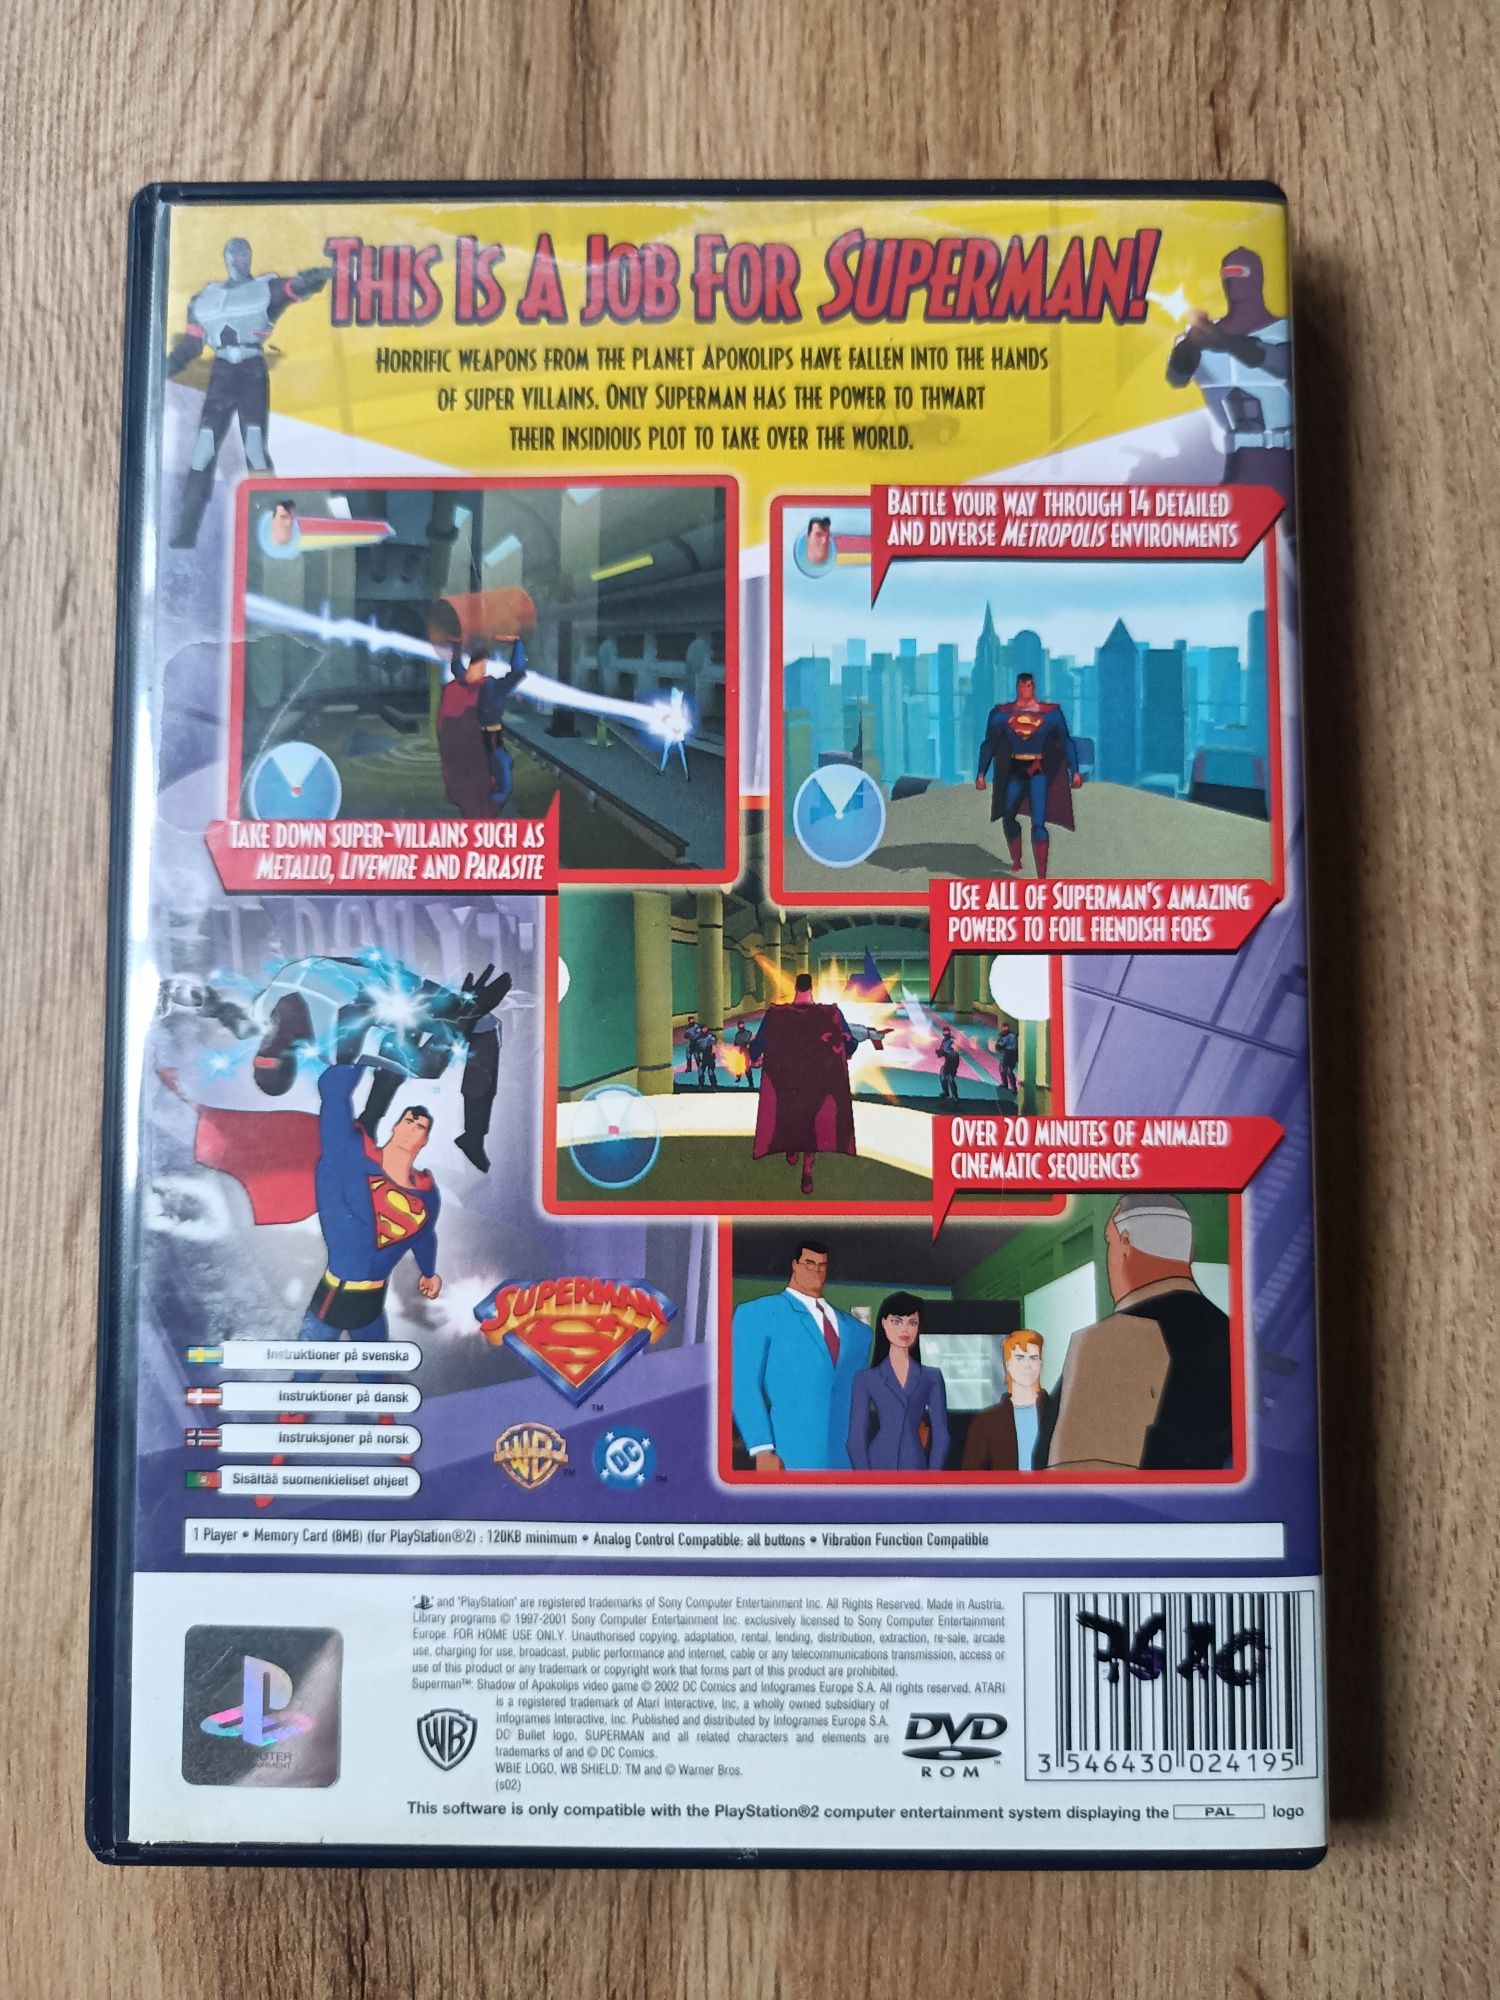 THIS IS A JOB FOR SUPERMAN!
HORRIFIC WEAPONS FROM THE PLANET APOKOLIPS HAVE FALLEN INTO THE HANDS
OF SUPER VILLAINS. ONLY SUPERMAN HAS THE POWER TO THWART
THEIR INSIDIOUS PLOT TO TAKE OVER THE WORLD.
BATTLE YOUR WAY THROUGH 14 DETAILED
AND DIVERSE METROPOLIS ENVIRONMENTS
TAKE DOWN SUPER-VILLAINS SUCH AS
METALLO, LIVEWIRE AND PARASITE
USE ALL OF SUPERMAN'S AMAZING
POWERS TO FOIL FIENDISH FOES
OVER 20 MINUTES OF ANIMATED
CINEMATIC SEQUENCES
SUPERMAN
S
TM
Instruktioner på svenska
Instruktioner på dansk
Instruksjoner på norsk
Sisältää suomenkieliset ohjeet
WB TM
DC TM
1 Player • Memory Card (8MB) (for PlayStation®2) : 120KB minimum • Analog Control Compatible: all buttons • Vibration Function Compatible
" " and "PlayStation" are registered trademarks of Sony Computer Entertainment Inc. All Rights Reserved. Made in Austria.
Library programs © 1997-2001 Sony Computer Entertainment Inc. exclusively licensed to Sony Computer Entertainment
Europe. FOR HOME USE ONLY. Unauthorised copying, adaptation, rental, lending, distribution, extraction, re-sale, arcade
use, charging for use, broadcast, public performance and internet, cable or any telecommunications transmission, access or
use of this product or any trademark or copyright work that forms part of this product are prohibited.
Superman™: Shadow of Apokolips video game © 2002 DC Comics and Infogrames Europe S.A. All rights reserved. ATARI
is a registered trademark of Atari Interactive, Inc, a wholly owned subsidiary of
Infogrames Interactive, Inc. Published and distributed by Infogrames Europe S.A.
DC Bullet logo, SUPERMAN and all related characters and elements are
trademarks of and © DC Comics.
WBIE LOGO, WB SHIELD: TM and © Warner Bros.
(s02)
WB
DVD
ROM
3 546430 024195
This software is only compatible with the PlayStation®2 computer entertainment system displaying the PAL logo